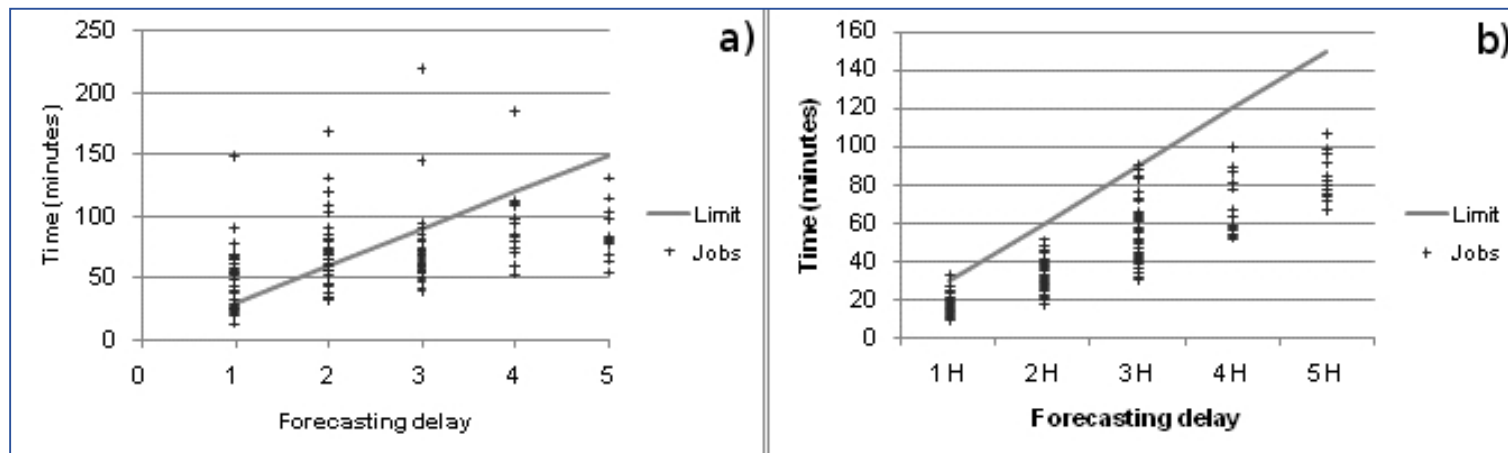 a)
250
200
150
100
50
0
Time (minutes)
0 1 2 3 4 5
Forecasting delay
Limit
Jobs
b)
160
140
120
100
80
60
40
20
0
Time (minutes)
1 H 2 H 3 H 4 H 5 H
Forecasting delay
Limit
Jobs